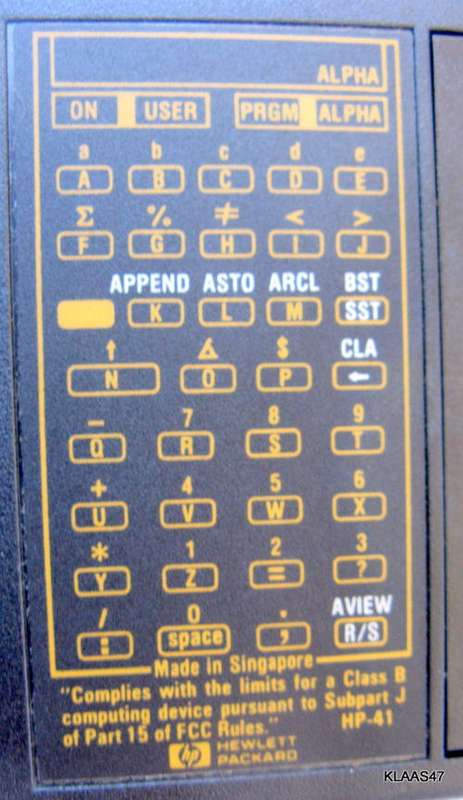 ALPHA
ON USER PRGM ALPHA
a b c d e
A B C D E
Σ % ≠ < >
F G H I J
APPEND ASTO ARCL BST
K L M SST
↑ ∡ $ CLA
N O P ←
− 7 8 9
Q R S T
+ 4 5 6
U V W X
* 1 2 3
Y Z = ?
/ 0 . AVIEW
: space , R/S
Made in Singapore
"Complies with the limits for a Class B
computing device pursuant to Subpart J
of Part 15 of FCC Rules." HP-41
hp HEWLETT
PACKARD
KLAAS47